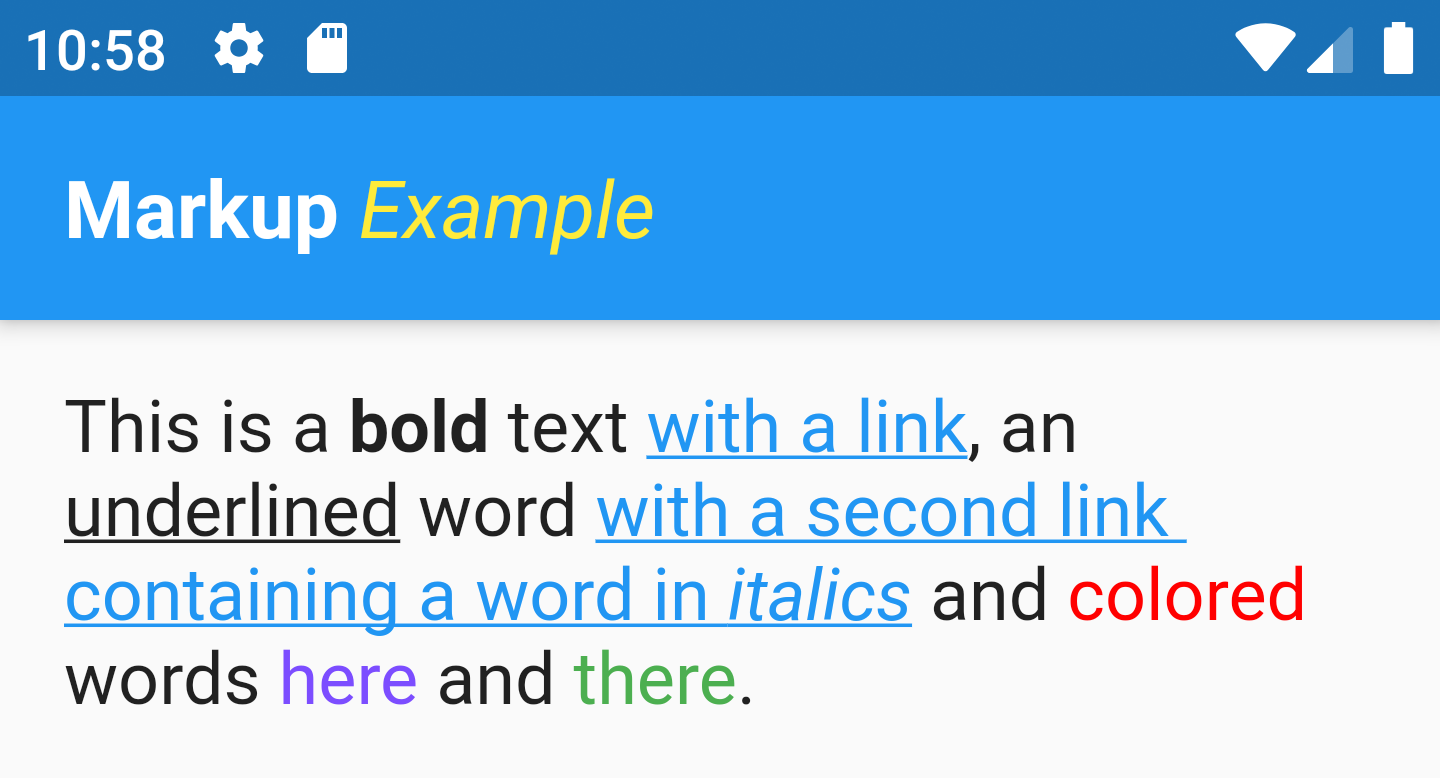 10:58
Markup Example
This is a bold text with a link, an
underlined word with a second link
containing a word in italics and colored
words here and there.